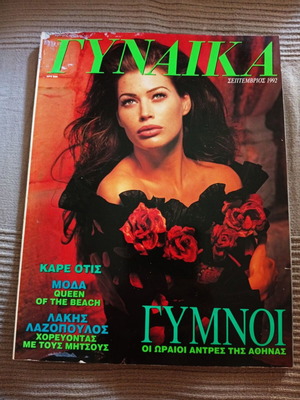 ΓΥΝΑΙΚΑ
ΣΕΠΤΕΜΒΡΙΟΣ 1992
ΚΑΡΕ ΟΤΙΣ
ΜΟΔΑ
QUEEN
OF THE BEACH
ΛΑΚΗΣ
ΛΑΖΟΠΟΥΛΟΣ
ΧΟΡΕΥΟΝΤΑΣ
ΜΕ ΤΟΥΣ ΜΗΤΣΟΥΣ
ΓΥΜΝΟΙ
ΟΙ ΩΡΑΙΟΙ ΑΝΤΡΕΣ ΤΗΣ ΑΘΗΝΑΣ